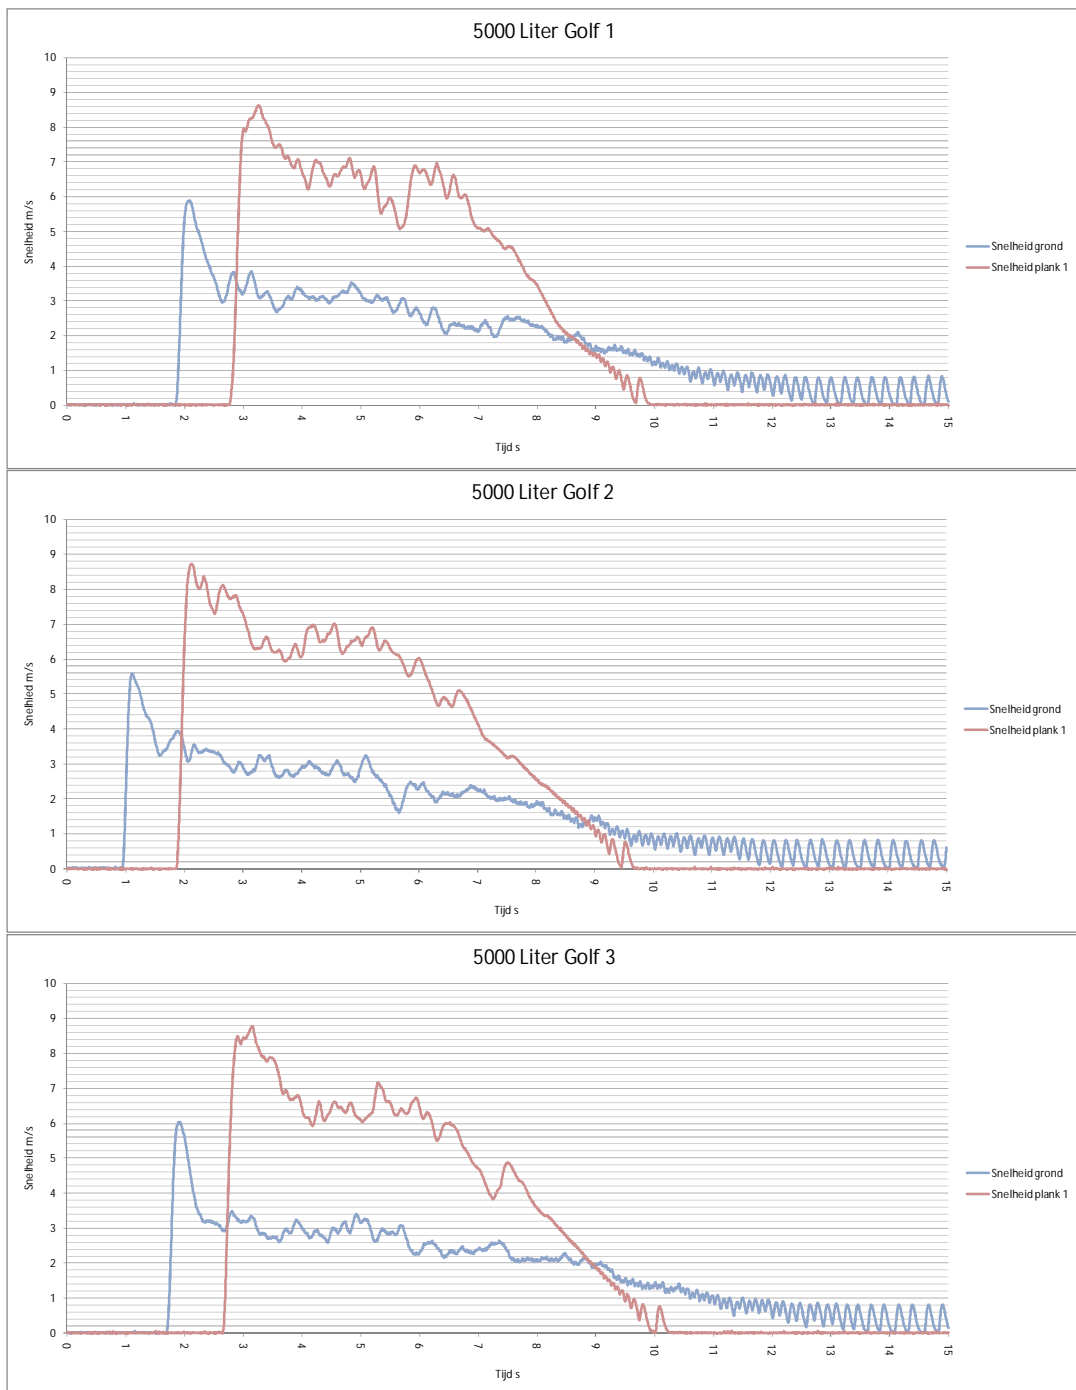 5000 Liter Golf 1
10
9
8
7
6
5
4
3
2
1
0
Snelheid m/s
0 1 2 3 4 5 6 7 8 9 10 11 12 13 14 15
Tijd s
Snelheid grond
Snelheid plank 1
5000 Liter Golf 2
10
9
8
7
6
5
4
3
2
1
0
Snelhied m/s
0 1 2 3 4 5 6 7 8 9 10 11 12 13 14 15
Tijd s
Snelheid grond
Snelheid plank 1
5000 Liter Golf 3
10
9
8
7
6
5
4
3
2
1
0
Snelheid m/s
0 1 2 3 4 5 6 7 8 9 10 11 12 13 14 15
Tijd s
Snelheid grond
Snelheid plank 1